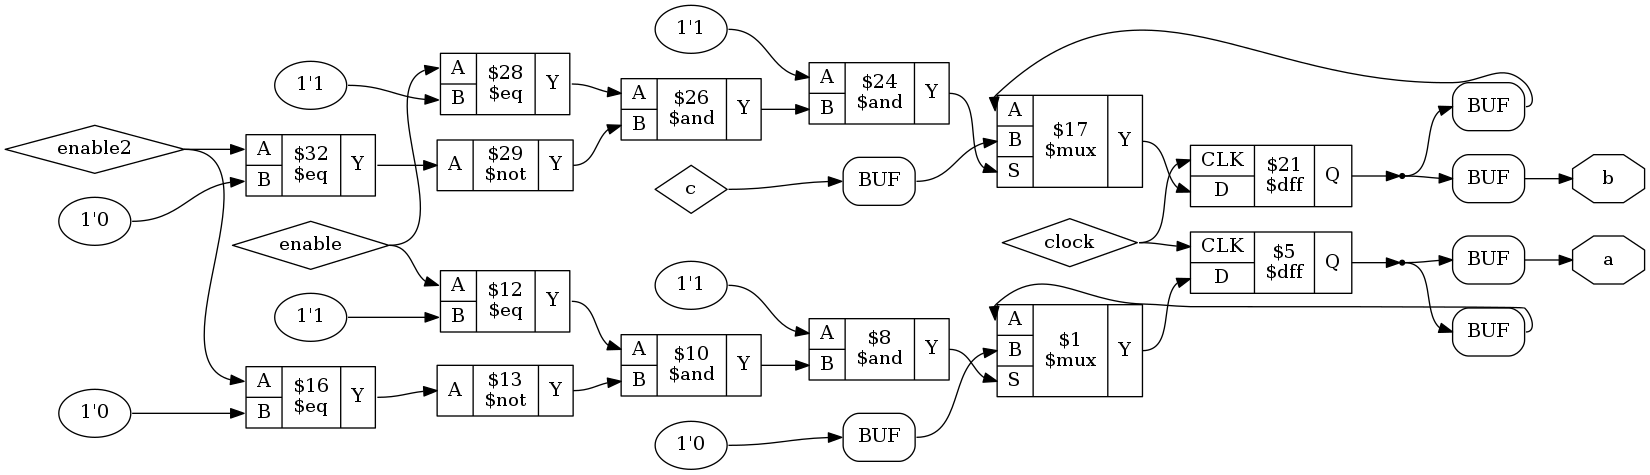 1'1
A
$24
$and
Y
B
1'1
A
$28
$eq
Y
B
A
$26
$and
Y
B
enable2
A
$32
$eq
Y
B
1'0
A
$29
$not
Y
c
BUF
A
B
S
$17
$mux
Y
CLK
D
$21
$dff
Q
BUF
BUF
b
enable
clock
CLK
D
$5
$dff
Q
BUF
a
BUF
A
$12
$eq
Y
B
1'1
1'1
A
$8
$and
Y
B
A
$10
$and
Y
B
A
B
S
$1
$mux
Y
A
$16
$eq
Y
B
1'0
A
$13
$not
Y
1'0
BUF